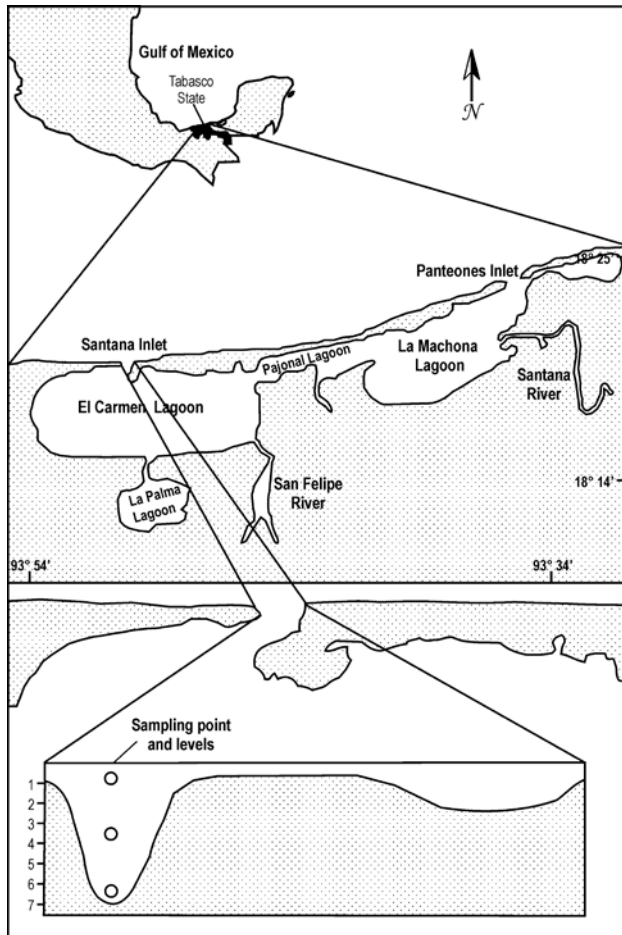 Gulf of Mexico
Tabasco
State
N
18° 25'
Panteones Inlet
Santana Inlet
Pajonal Lagoon
La Machona
Lagoon
Santana
River
El Carmen Lagoon
La Palma
Lagoon
San Felipe
River
18° 14'
93° 54'
93° 34'
Sampling point
and levels
1
2
3
4
5
6
7